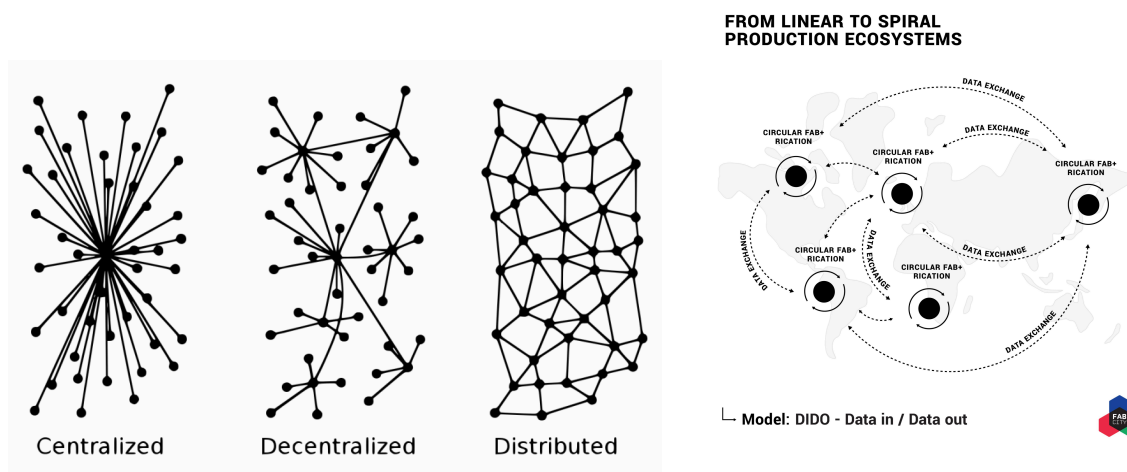 FROM LINEAR TO SPIRAL
PRODUCTION ECOSYSTEMS
DATA EXCHANGE
DATA EXCHANGE
CIRCULAR FAB+
RICATION
CIRCULAR FAB+
RICATION
CIRCULAR FAB+
RICATION
DATA EXCHANGE
DATA EXCHANGE
DATA EXCHANGE
CIRCULAR FAB+
RICATION
CIRCULAR FAB+
RICATION
DATA EXCHANGE
Model: DIDO - Data in / Data out
FAB
CITY
Centralized
Decentralized
Distributed